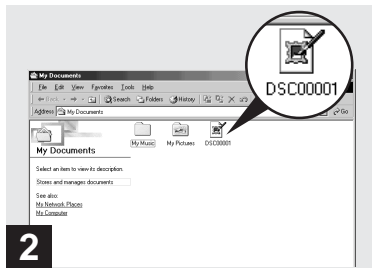 My Documents
File Edit View Favorites Tools Help
Back Search Folders History
Address My Documents Go
DSC00001
My Documents
My Music My Pictures DSC00001
Select an item to view its description.
Stores and manages documents
See also:
My Network Places
My Computer
2